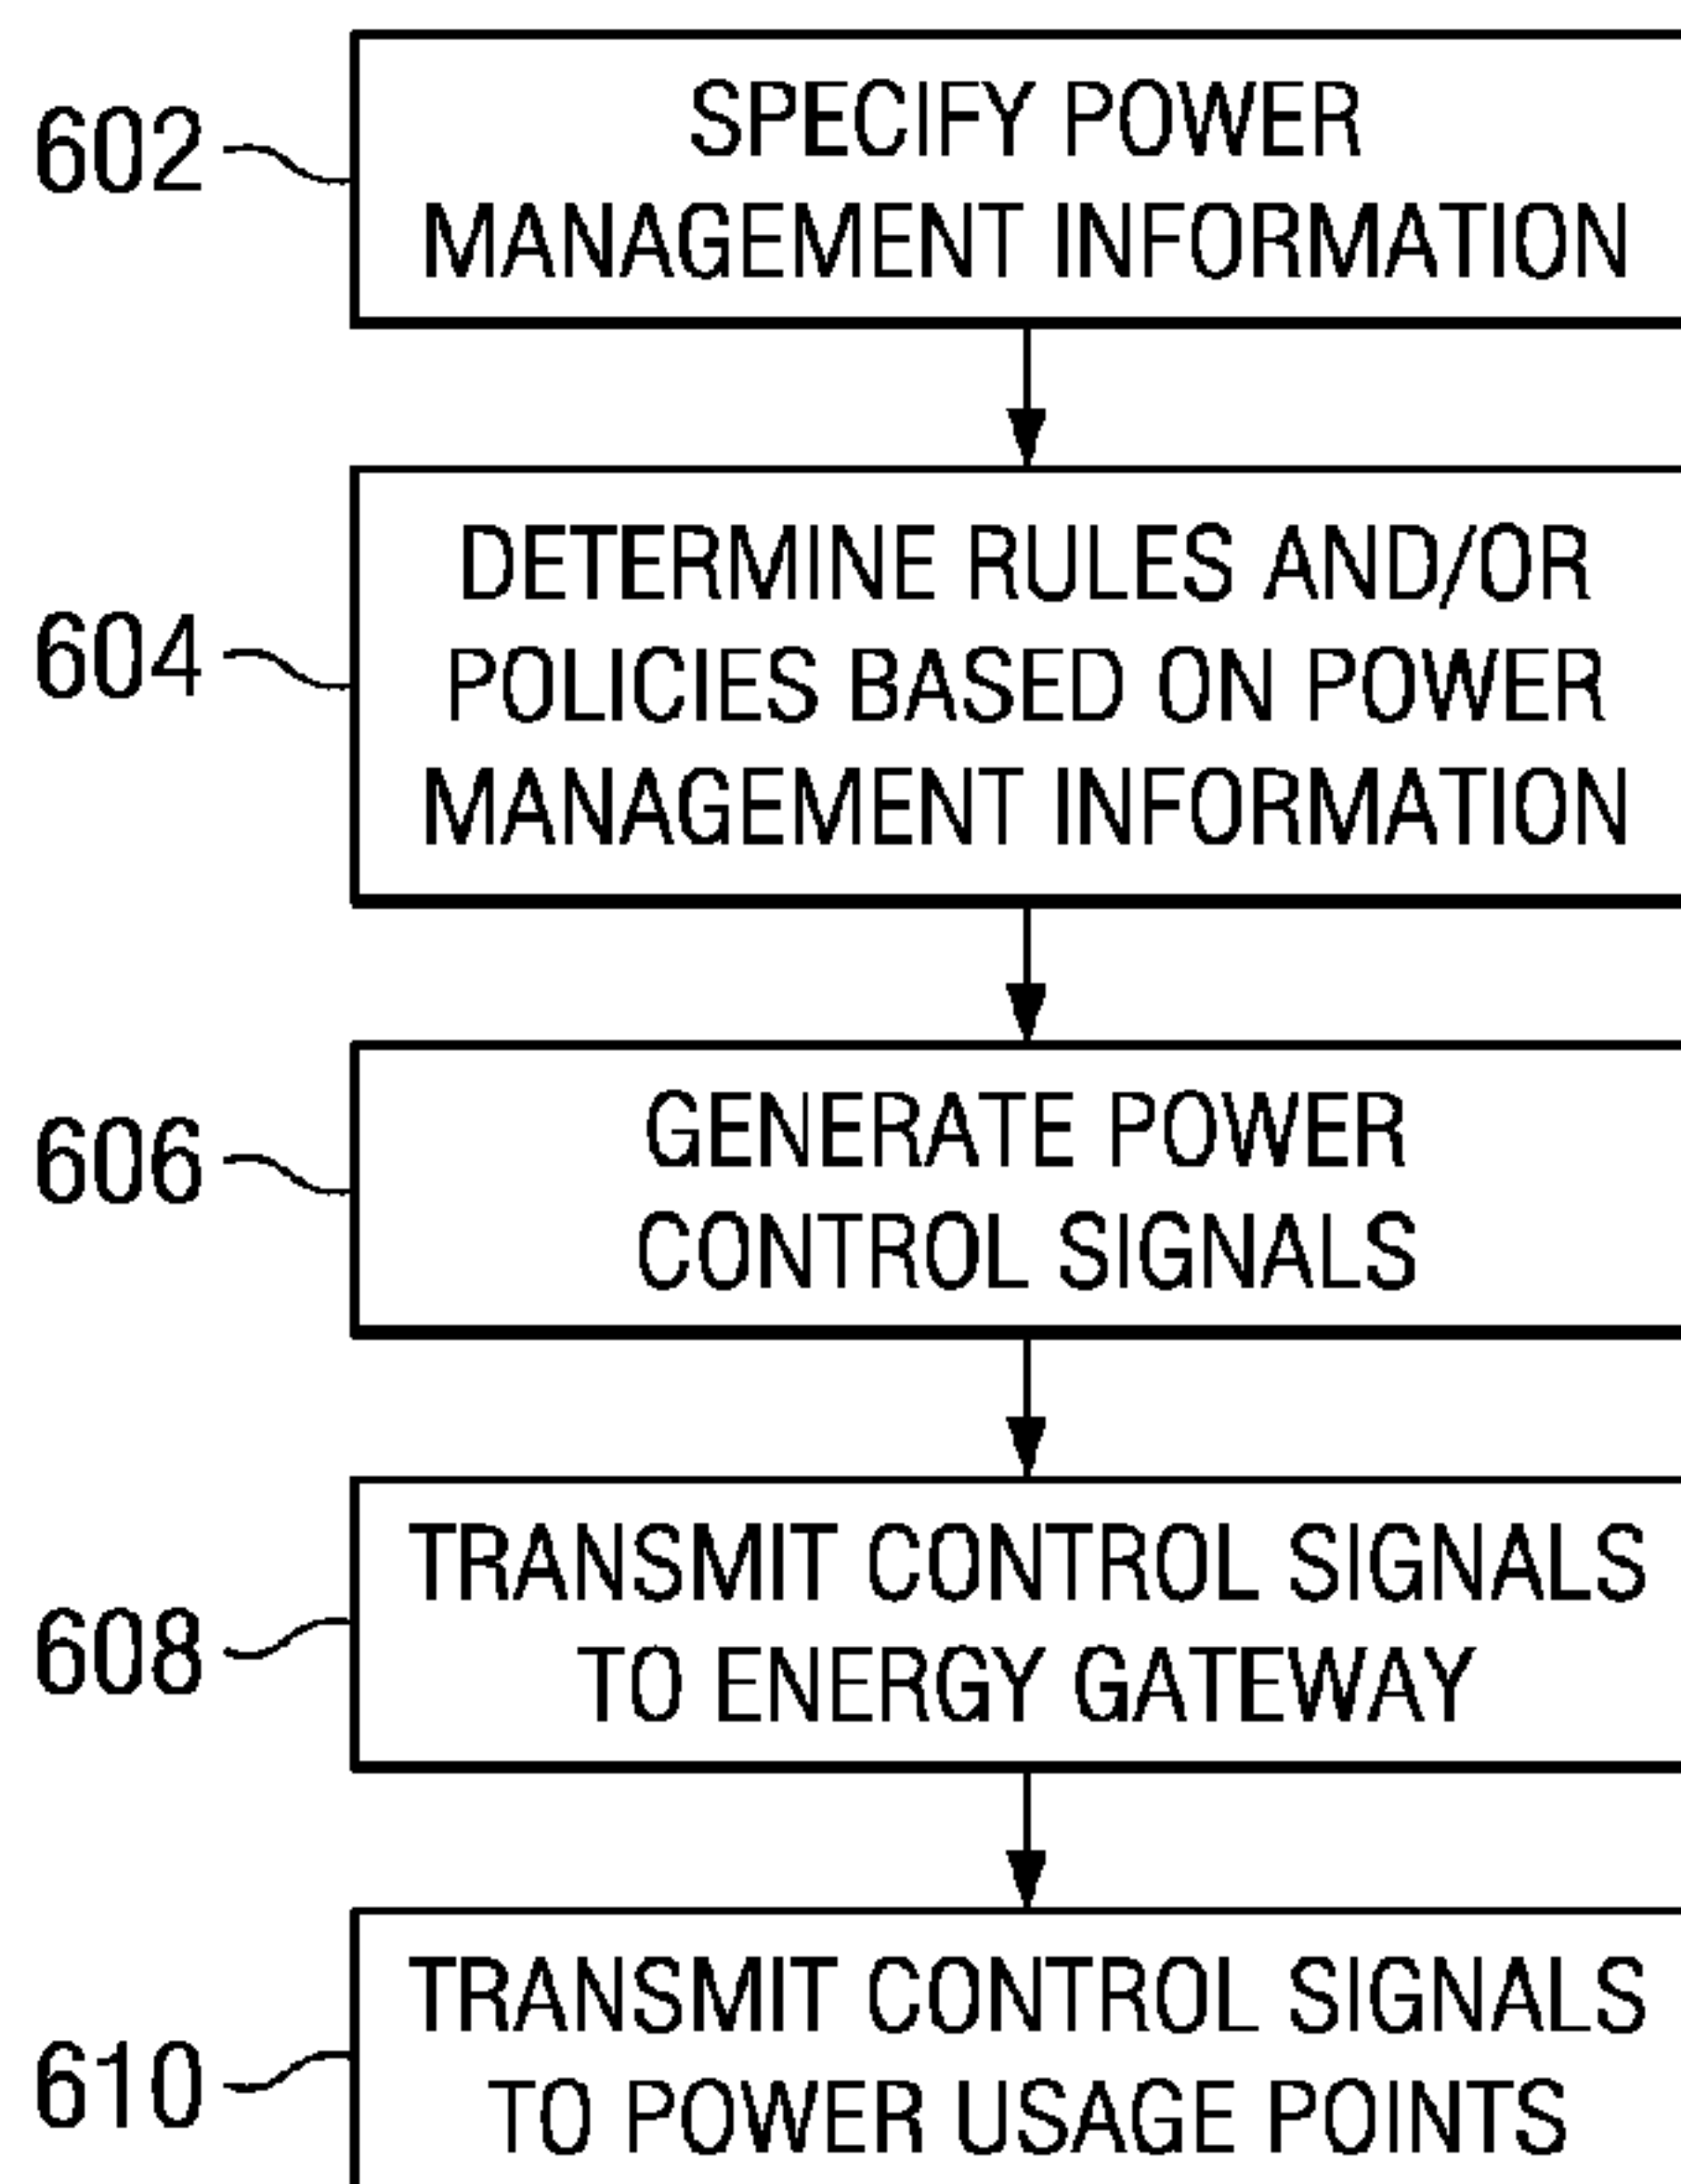 602
SPECIFY POWER
MANAGEMENT INFORMATION
604
DETERMINE RULES AND/OR
POLICIES BASED ON POWER
MANAGEMENT INFORMATION
606
GENERATE POWER
CONTROL SIGNALS
608
TRANSMIT CONTROL SIGNALS
TO ENERGY GATEWAY
610
TRANSMIT CONTROL SIGNALS
TO POWER USAGE POINTS